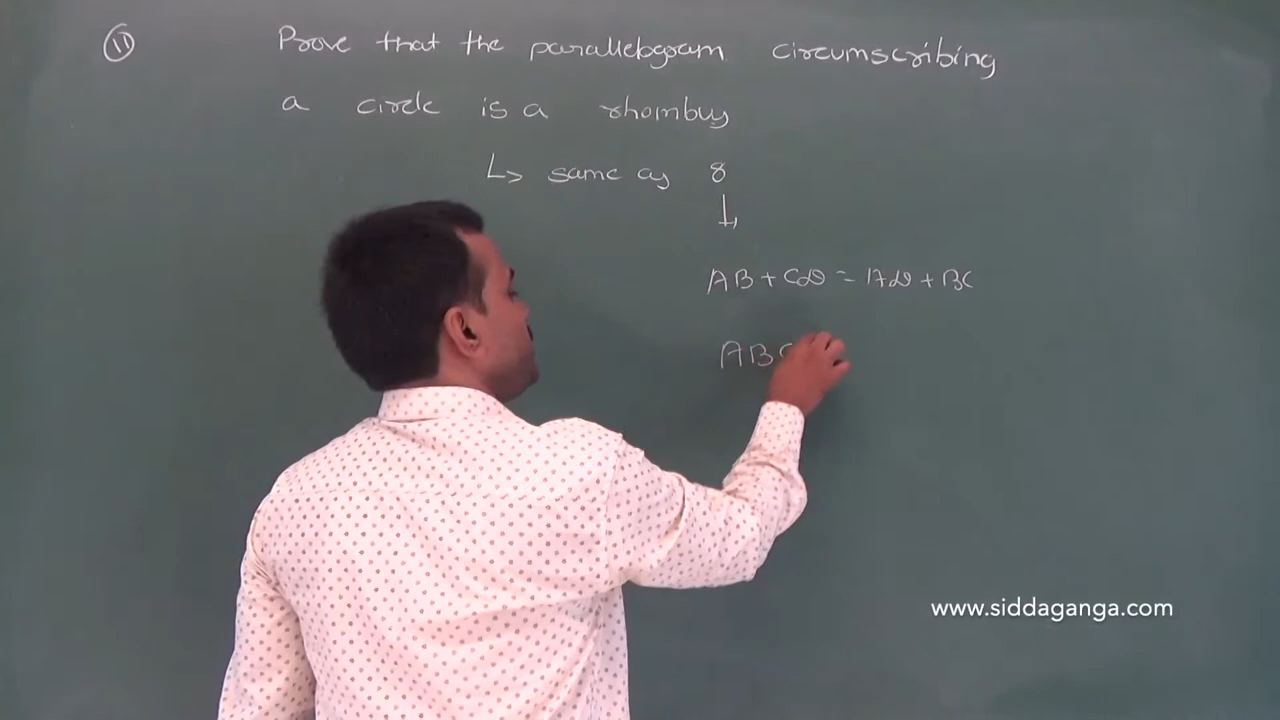 11 Prove that the parallelogram circumscribing
a circle is a rhombus
↳ same as 8
↓
AB + CD = AD + BC
ABC
www.siddaganga.com